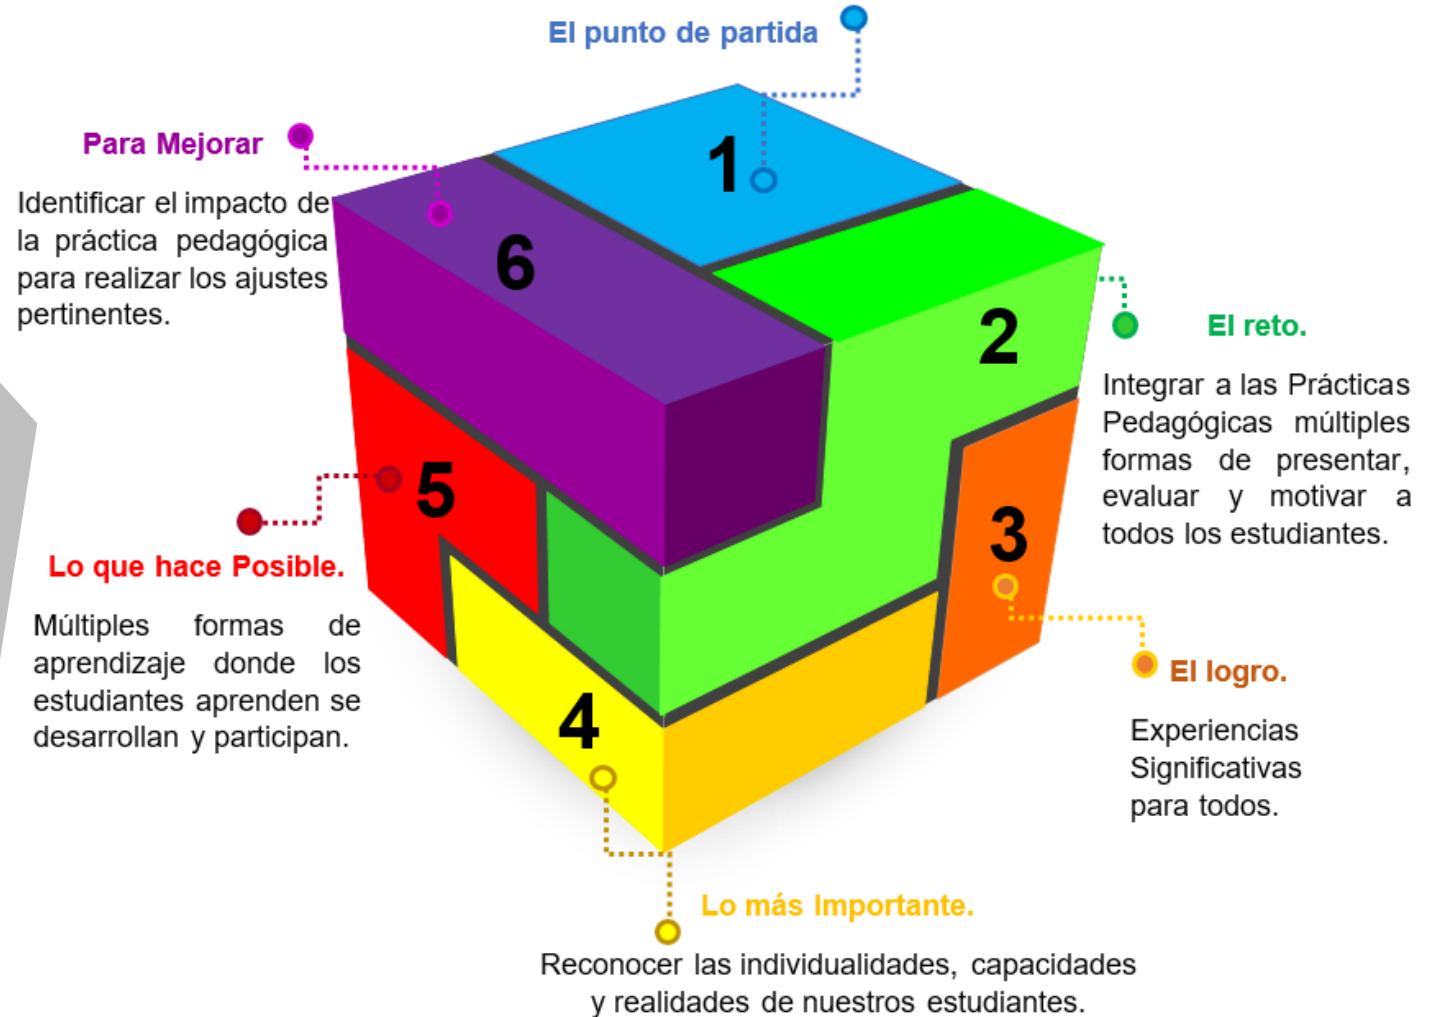 El punto de partida
1
Para Mejorar
Identificar el impacto de
la práctica pedagógica
para realizar los ajustes
pertinentes.
6
2
El reto.
Integrar a las Prácticas
Pedagógicas múltiples
formas de presentar,
evaluar y motivar a
todos los estudiantes.
5
3
Lo que hace Posible.
Múltiples formas de
aprendizaje donde los
estudiantes aprenden se
desarrollan y participan.
El logro.
Experiencias
Significativas
para todos.
4
Lo más Importante.
Reconocer las individualidades, capacidades
y realidades de nuestros estudiantes.